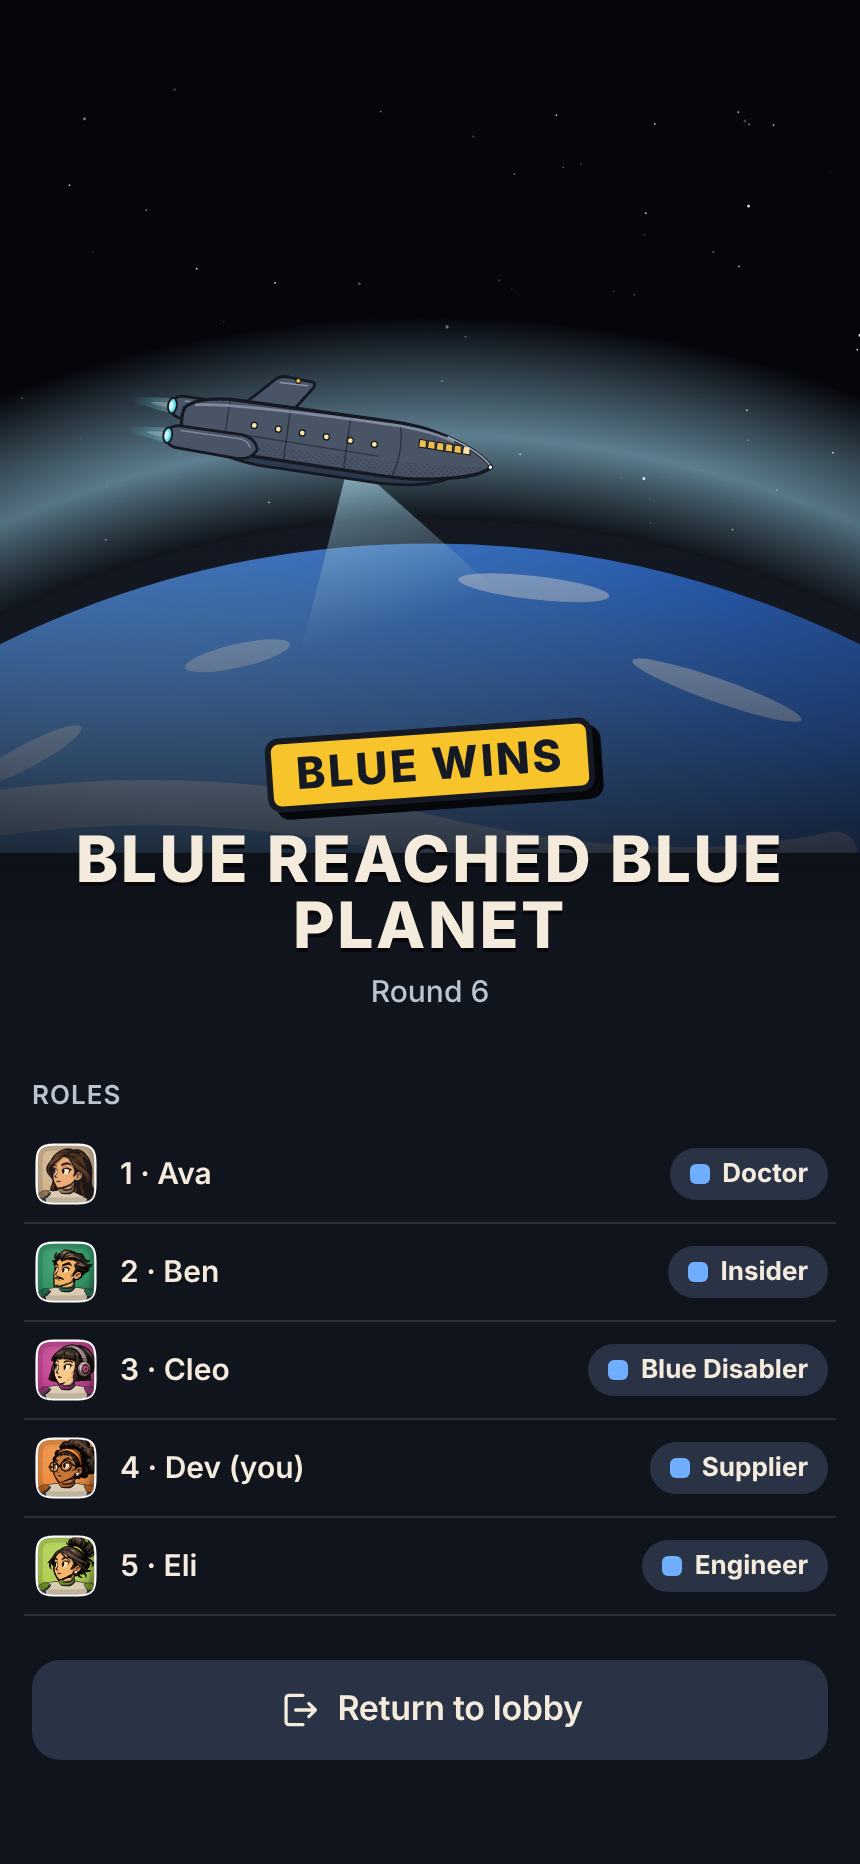 BLUE WINS
BLUE REACHED BLUE
PLANET
Round 6
ROLES
1 · Ava
Doctor
2 · Ben
Insider
3 · Cleo
Blue Disabler
4 · Dev (you)
Supplier
5 · Eli
Engineer
Return to lobby